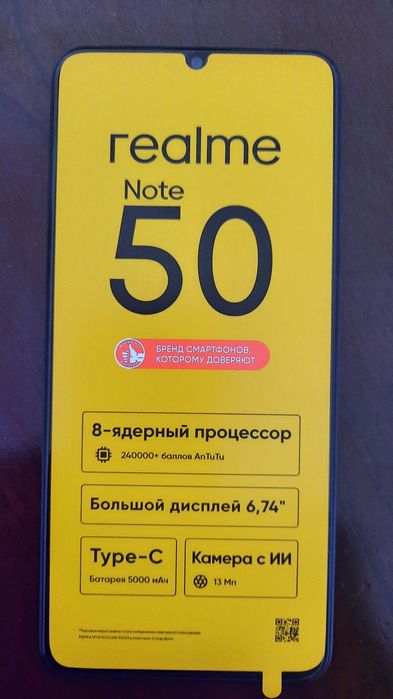 realme
Note
50
БРЕНД СМАРТФОНОВ,
КОТОРОМУ ДОВЕРЯЮТ
8-ядерный процессор
240000+ баллов AnTuTu
Большой дисплей 6,74"
Type-C
Батарея 5000 мАч
Камера с ИИ
13 Мп